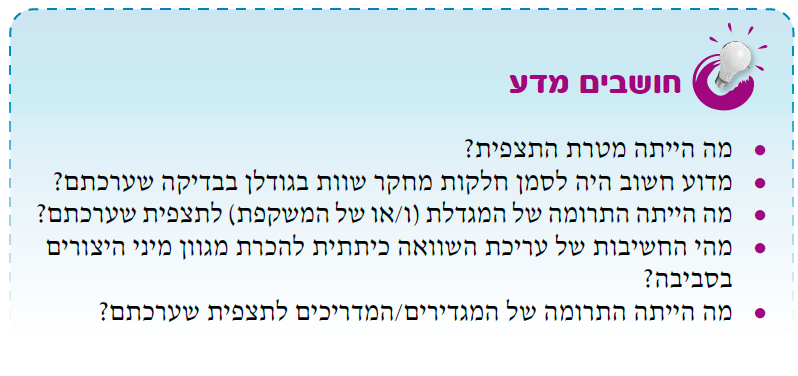 חושבים מדע
• מה הייתה מטרת התצפית?
• מדוע חשוב היה לסמן חלקות מחקר שוות בגודלן בבדיקה שערכתם?
• מה הייתה התרומה של המגדלת (ו/או של המשקפת) לתצפית שערכתם?
• מהי החשיבות של עריכת השוואה כיתתית להכרת מגוון מיני היצורים
בסביבה?
• מה הייתה התרומה של המגדירים/המדריכים לתצפית שערכתם?